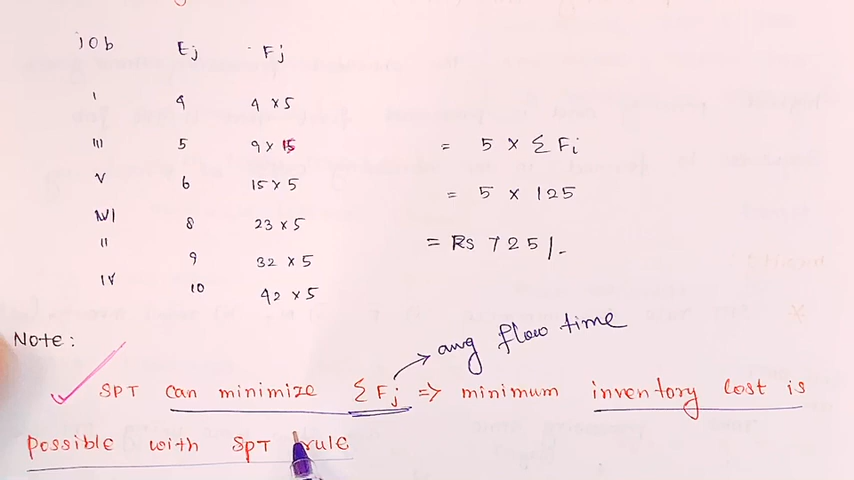 job Ej Fj
I 4 4 × 5
III 5 9 × 15
V 6 15 × 5
VI 8 23 × 5
II 9 32 × 5
IV 10 42 × 5
= 5 × Σ Fj
= 5 × 125
= Rs 725/-
Note:
avg flow time
SPT can minimize Σ Fj => minimum inventory cost is
possible with SPT rule